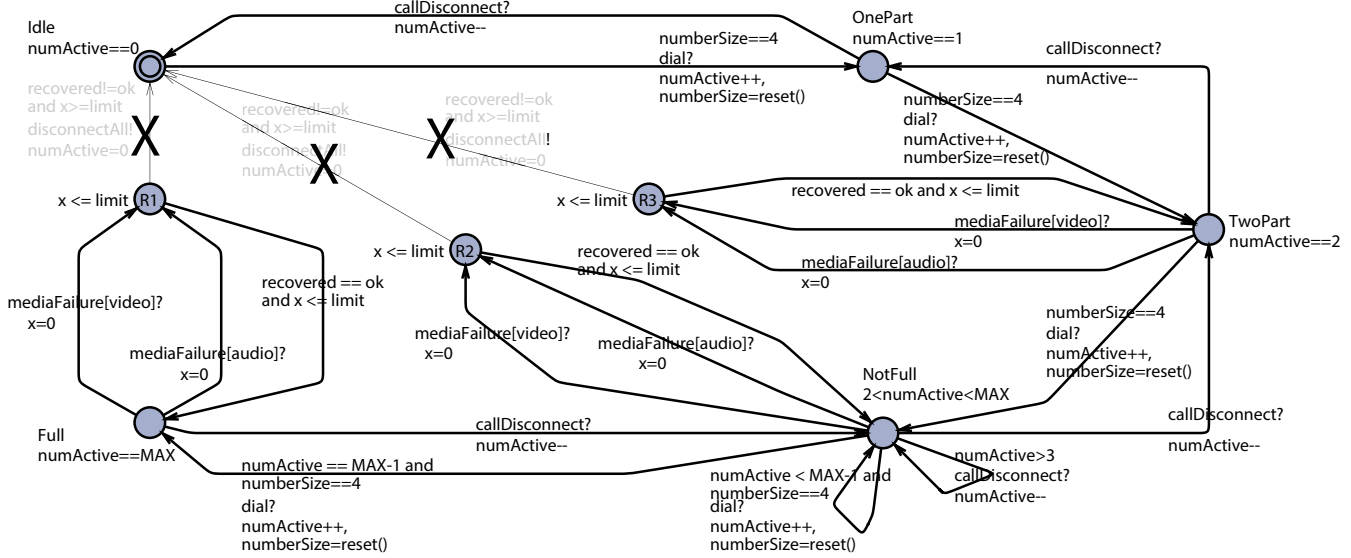 callDisconnect?
numActive--
Idle
numActive==0
OnePart
numActive==1
numberSize==4
dial?
numActive++,
numberSize=reset()
callDisconnect?
numActive--
recovered!=ok
and x>=limit
disconnectAll!
numActive=0
X
recovered!=ok
and x>=limit
disconnectAll!
numActive=0
X
recovered!=ok
and x>=limit
disconnectAll!
numActive=0
X
numberSize==4
dial?
numActive++,
numberSize=reset()
x <= limit
R1
x <= limit
R3
recovered == ok and x <= limit
mediaFailure[video]?
x=0
TwoPart
numActive==2
x <= limit
R2
recovered == ok
and x <= limit
mediaFailure[audio]?
x=0
recovered == ok
and x <= limit
mediaFailure[video]?
x=0
mediaFailure[audio]?
x=0
mediaFailure[video]?
x=0
mediaFailure[audio]?
x=0
numberSize==4
dial?
numActive++,
numberSize=reset()
NotFull
2<numActive<MAX
Full
numActive==MAX
callDisconnect?
numActive--
callDisconnect?
numActive--
numActive == MAX-1 and
numberSize==4
dial?
numActive++,
numberSize=reset()
numActive < MAX-1 and
numberSize==4
dial?
numActive++,
numberSize=reset()
numActive>3
callDisconnect?
numActive--